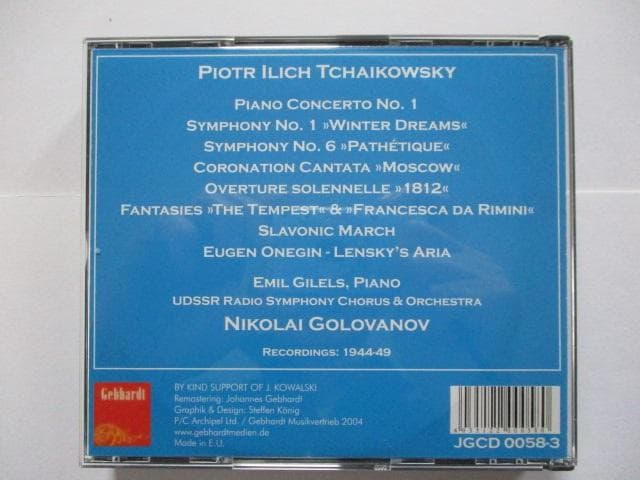 PIOTR ILICH TCHAIKOWSKY
PIANO CONCERTO NO. 1
SYMPHONY NO. 1 »WINTER DREAMS«
SYMPHONY NO. 6 »PATHÉTIQUE«
CORONATION CANTATA »MOSCOW«
OVERTURE SOLENNELLE »1812«
FANTASIES »THE TEMPEST« & »FRANCESCA DA RIMINI«
SLAVONIC MARCH
EUGEN ONEGIN - LENSKY'S ARIA
EMIL GILELS, PIANO
UDSSR RADIO SYMPHONY CHORUS & ORCHESTRA
NIKOLAI GOLOVANOV
RECORDINGS: 1944-49
Gebhardt
BY KIND SUPPORT OF J. KOWALSKI
Remastering: Johannes Gebhardt
Graphik & Design: Steffen König
P/C Archipel Ltd. / Gebhardt Musikvertrieb 2004
www.gebhardtmedien.de
Made in E.U.
JGCD 0058-3